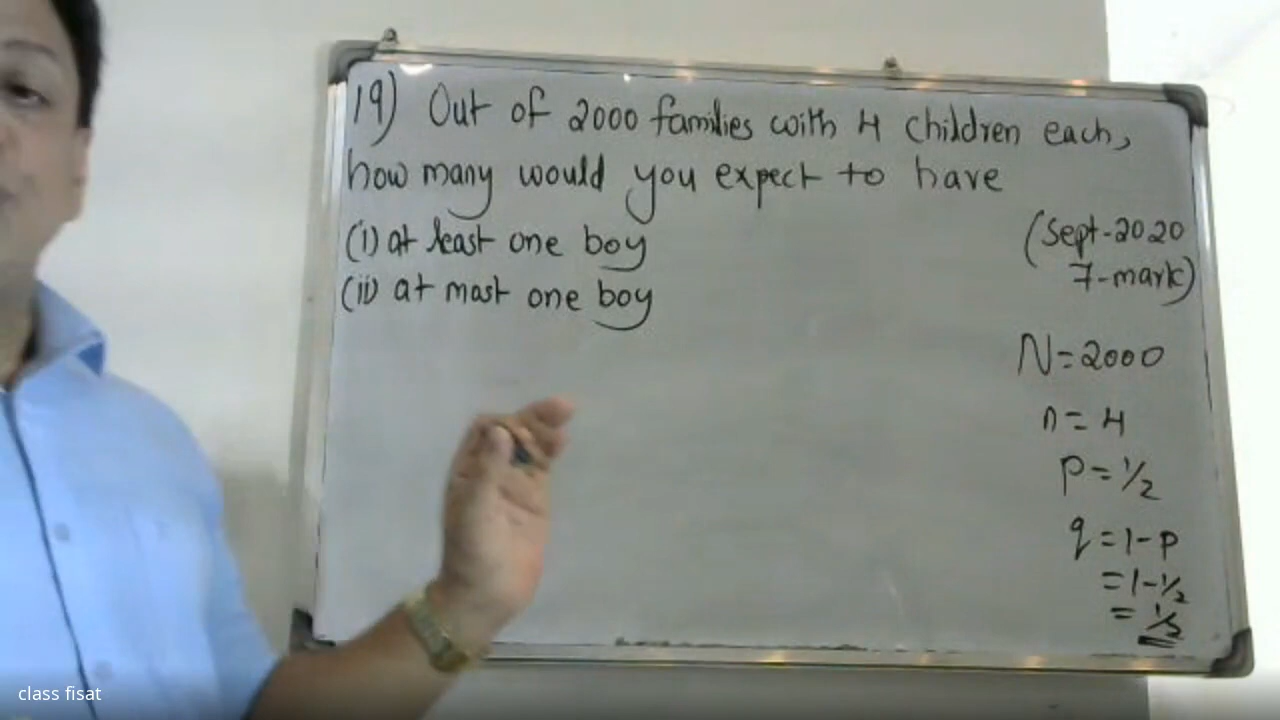 19) Out of 2000 families with 4 children each,
how many would you expect to have
(i) at least one boy
(ii) at mast one boy
(Sept-2020
7-mark)
N=2000
n=4
P=1/2
q=1-P
=1-1/2
=1/2
class fisat